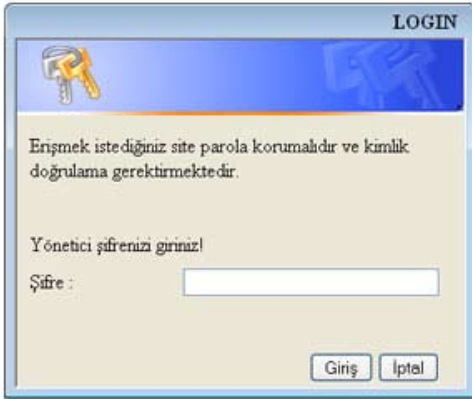 LOGIN
Erişmek istediğiniz site parola korumalıdır ve kimlik
doğrulama gerektirmektedir.
Yönetici şifrenizi giriniz!
Şifre :
Giriş İptal